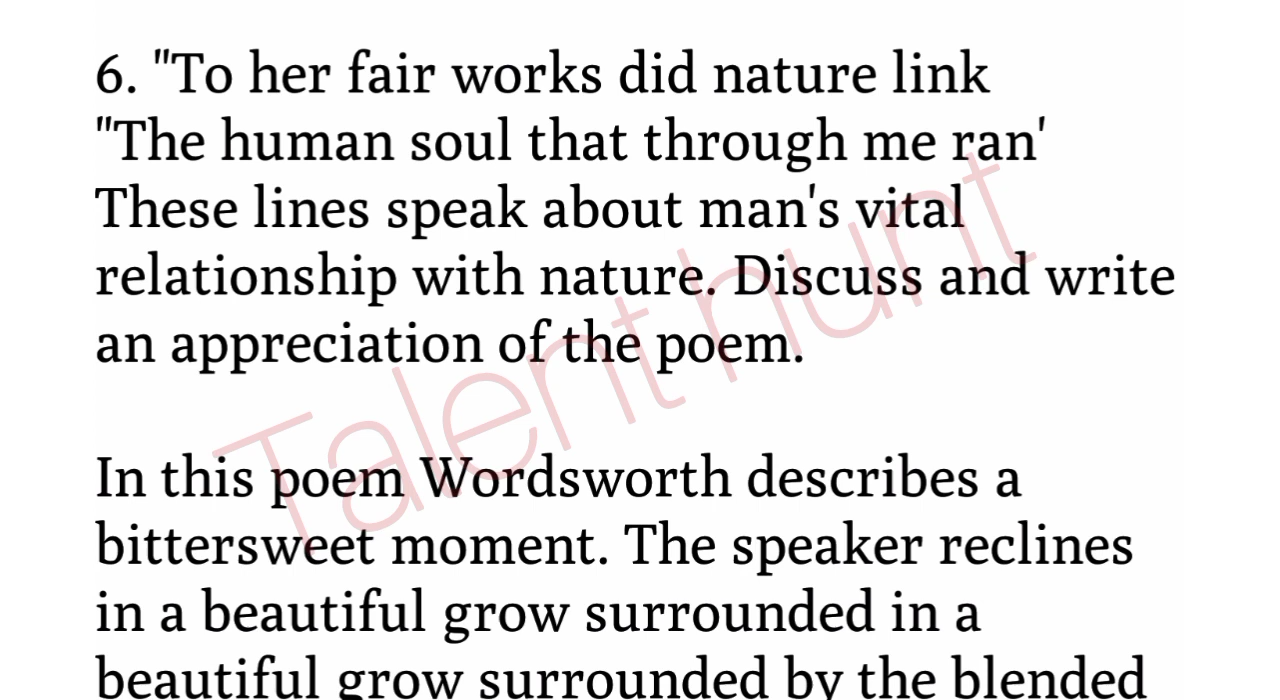 6. "To her fair works did nature link
"The human soul that through me ran'
These lines speak about man's vital
relationship with nature. Discuss and write
an appreciation of the poem.
In this poem Wordsworth describes a
bittersweet moment. The speaker reclines
in a beautiful grow surrounded in a
beautiful grow surrounded by the blended
Talent hunt